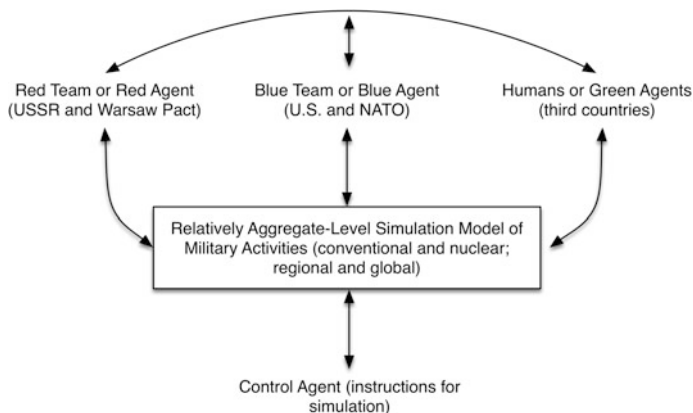 Red Team or Red Agent
(USSR and Warsaw Pact)
Blue Team or Blue Agent
(U.S. and NATO)
Humans or Green Agents
(third countries)
Relatively Aggregate-Level Simulation Model of
Military Activities (conventional and nuclear;
regional and global)
Control Agent (instructions for
simulation)